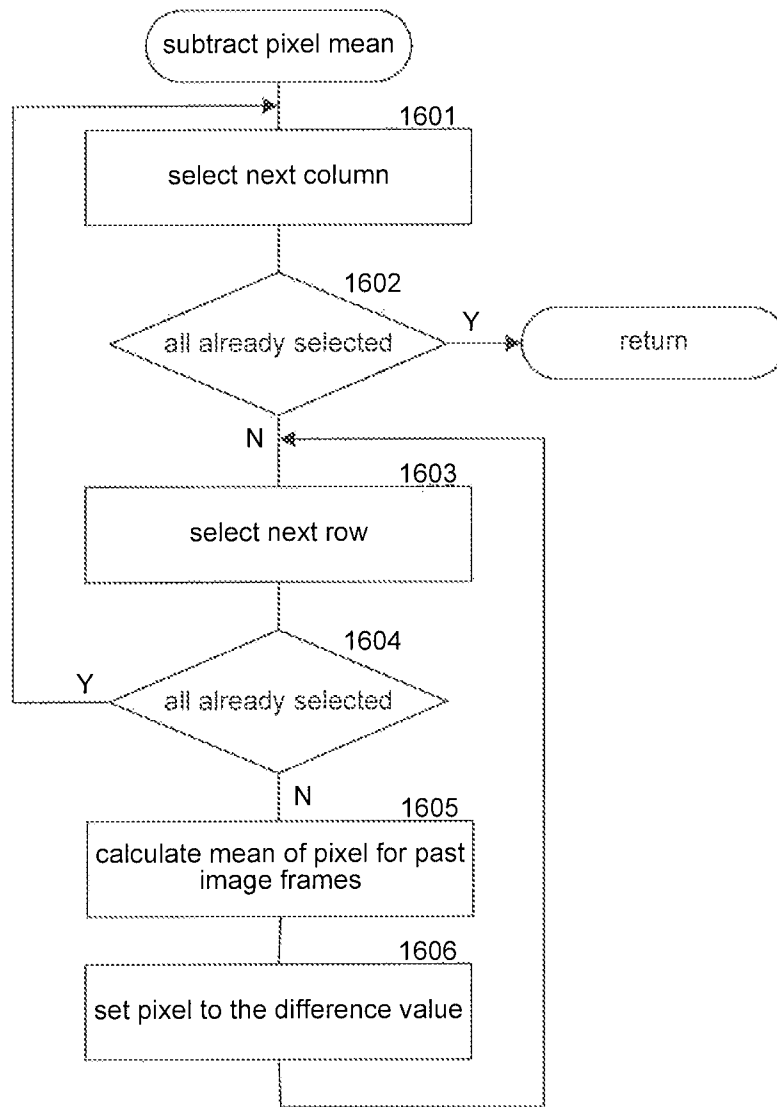 subtract pixel mean
1601
select next column
1602
all already selected
Y
return
N
1603
select next row
1604
Y
all already selected
N
1605
calculate mean of pixel for past
image frames
1606
set pixel to the difference value